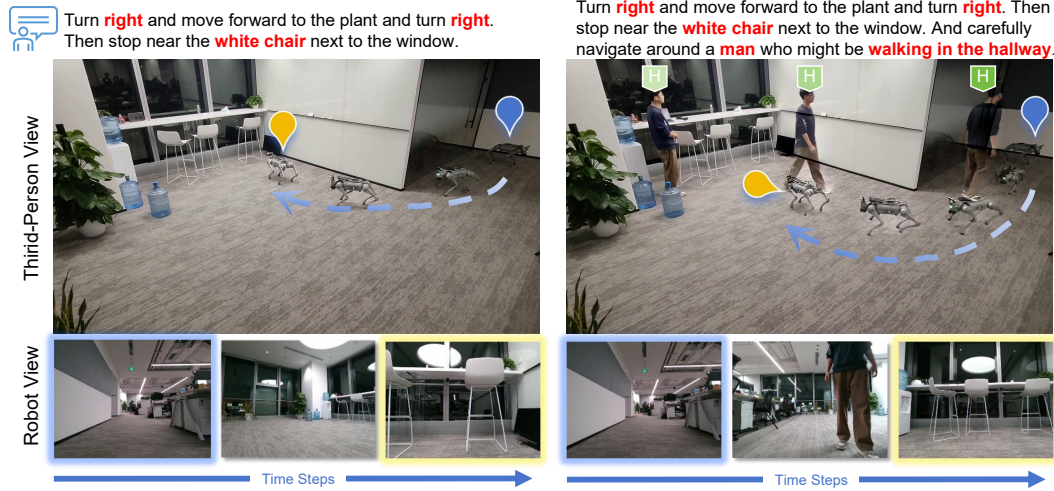 Turn right and move forward to the plant and turn right.
Then stop near the white chair next to the window.
Turn right and move forward to the plant and turn right. Then
stop near the white chair next to the window. And carefully
navigate around a man who might be walking in the hallway.
Thirid-Person View
H
H
H
Robot View
Time Steps
Time Steps